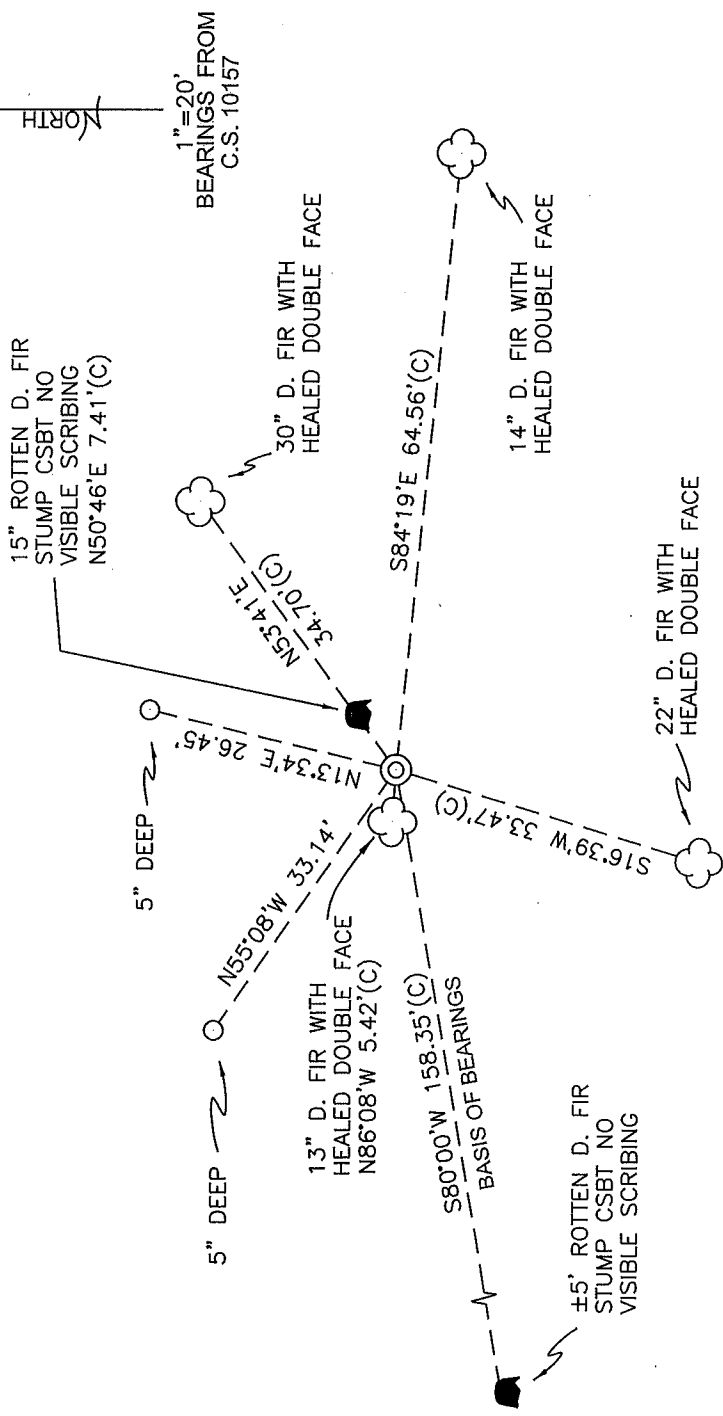 NORTH
1"=20'
BEARINGS FROM
C.S. 10157
15" ROTTEN D. FIR
STUMP CSBT NO
VISIBLE SCRIBING
N50°46'E 7.41'(C)
30" D. FIR WITH
HEALED DOUBLE FACE
N53°41'E
34.70'(C)
5" DEEP
N13°34'E 26.45'
5" DEEP
N55°08'W 33.14'
S84°19'E 64.56'(C)
14" D. FIR WITH
HEALED DOUBLE FACE
13" D. FIR WITH
HEALED DOUBLE FACE
N86°08'W 5.42'(C)
S80°00'W 158.35'(C)
BASIS OF BEARINGS
S16°39'W 33.47'(C)
22" D. FIR WITH
HEALED DOUBLE FACE
±5' ROTTEN D. FIR
STUMP CSBT NO
VISIBLE SCRIBING